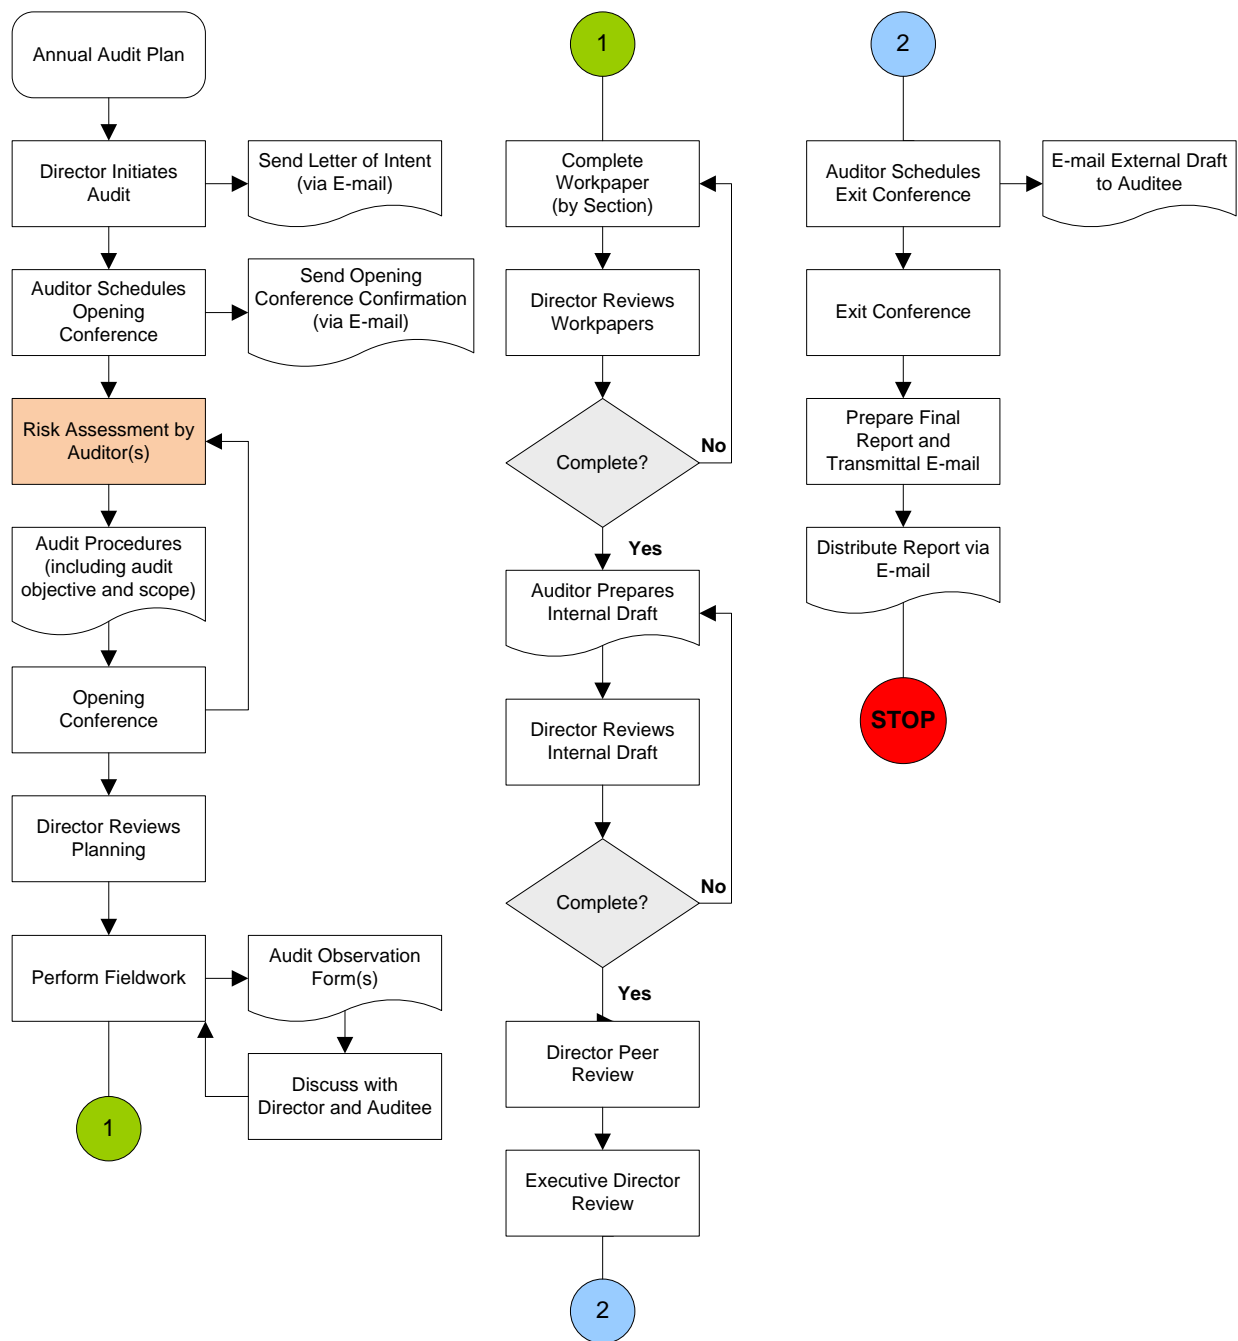 Annual Audit Plan
Director Initiates
Audit
Send Letter of Intent
(via E-mail)
Auditor Schedules
Opening
Conference
Send Opening
Conference Confirmation
(via E-mail)
Risk Assessment by
Auditor(s)
Audit Procedures
(including audit
objective and scope)
Opening
Conference
Director Reviews
Planning
Perform Fieldwork
Audit Observation
Form(s)
Discuss with
Director and Auditee
1
1
Complete
Workpaper
(by Section)
Director Reviews
Workpapers
Complete?
No
Yes
Auditor Prepares
Internal Draft
Director Reviews
Internal Draft
Complete?
No
Yes
Director Peer
Review
Executive Director
Review
2
2
Auditor Schedules
Exit Conference
E-mail External Draft
to Auditee
Exit Conference
Prepare Final
Report and
Transmittal E-mail
Distribute Report via
E-mail
STOP